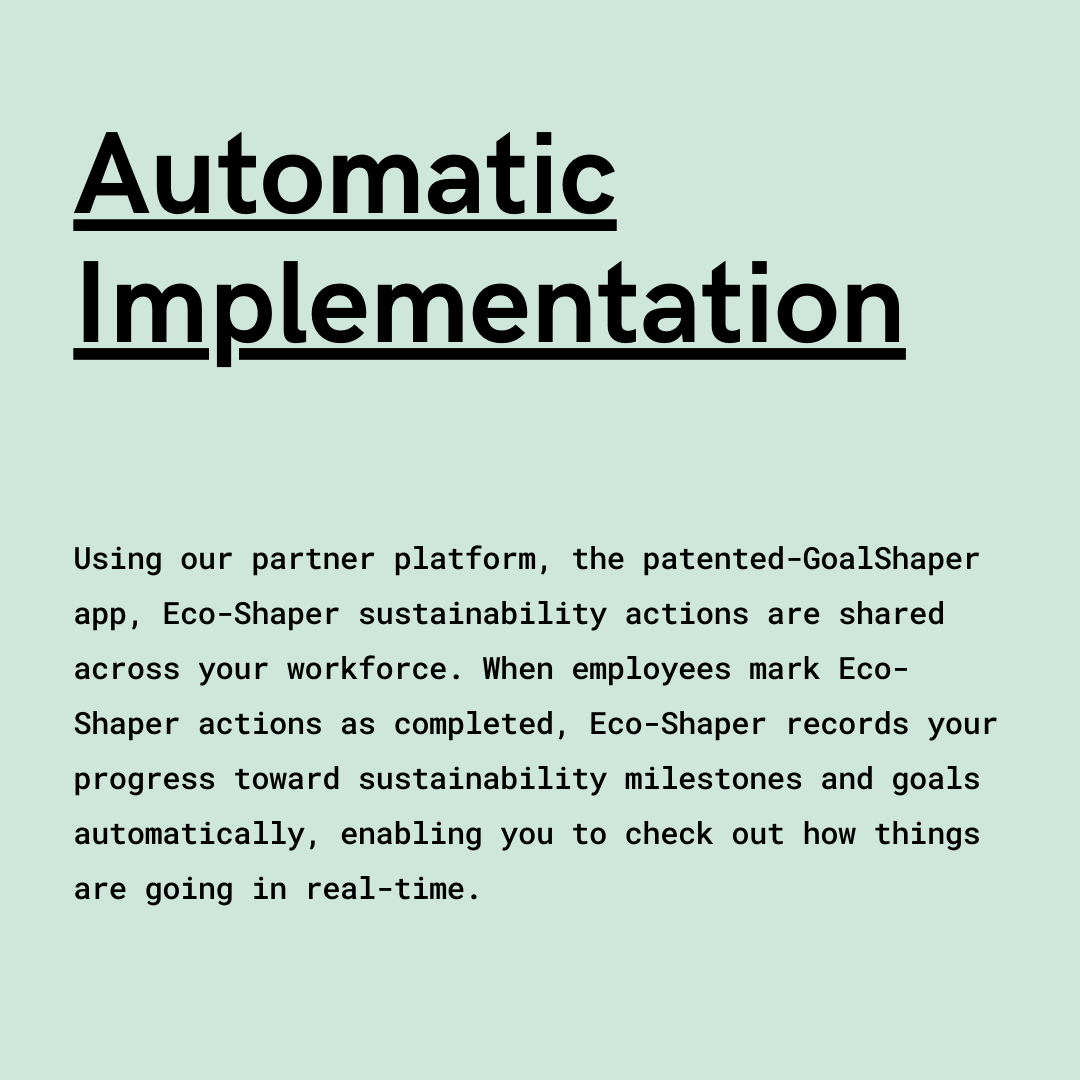 Automatic
Implementation
Using our partner platform, the patented-GoalShaper
app, Eco-Shaper sustainability actions are shared
across your workforce. When employees mark Eco-
Shaper actions as completed, Eco-Shaper records your
progress toward sustainability milestones and goals
automatically, enabling you to check out how things
are going in real-time.